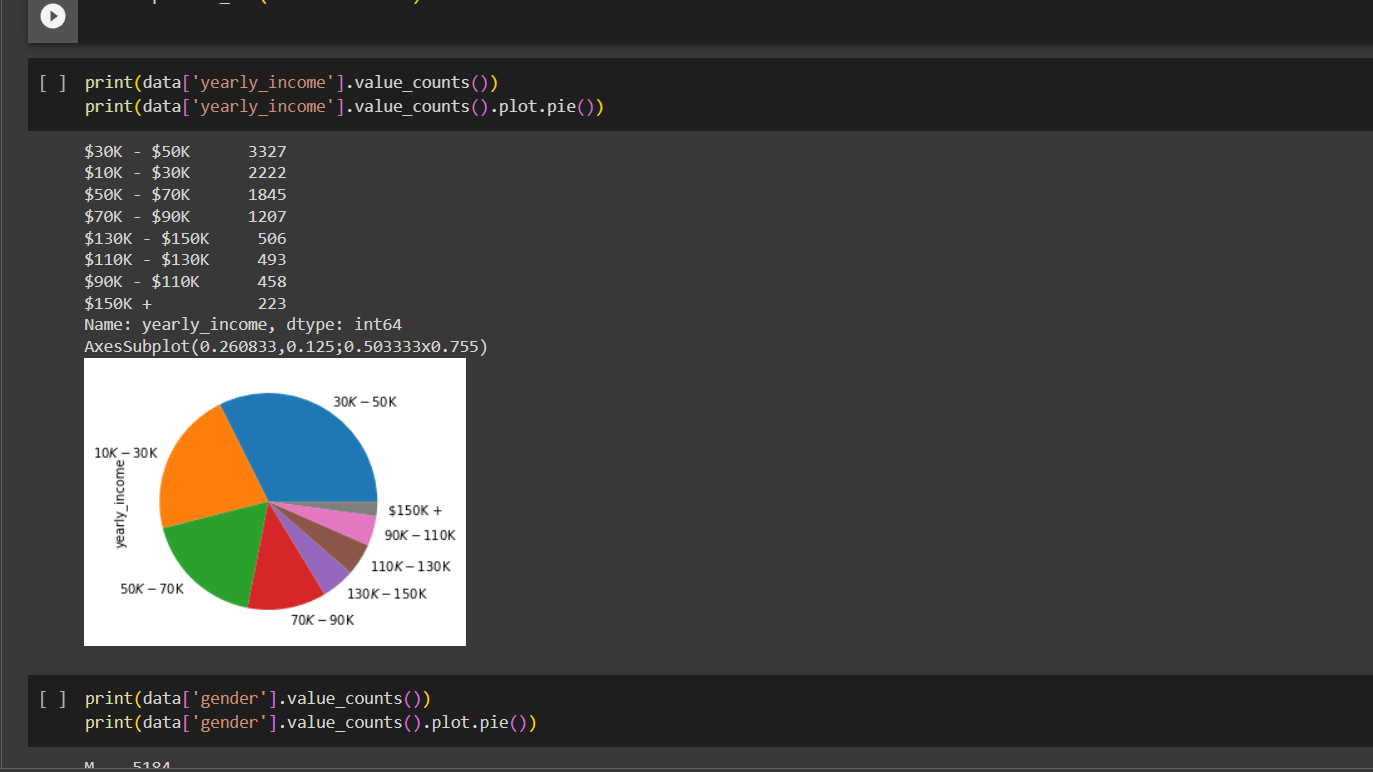 [ ] print(data['yearly_income'].value_counts())
print(data['yearly_income'].value_counts().plot.pie())
$30K - $50K 3327
$10K - $30K 2222
$50K - $70K 1845
$70K - $90K 1207
$130K - $150K 506
$110K - $130K 493
$90K - $110K 458
$150K + 223
Name: yearly_income, dtype: int64
AxesSubplot(0.260833,0.125;0.503333x0.755)
30K − 50K
10K − 30K
yearly_income
$150K +
90K − 110K
110K − 130K
50K − 70K
130K − 150K
70K − 90K
[ ] print(data['gender'].value_counts())
print(data['gender'].value_counts().plot.pie())
M 5184